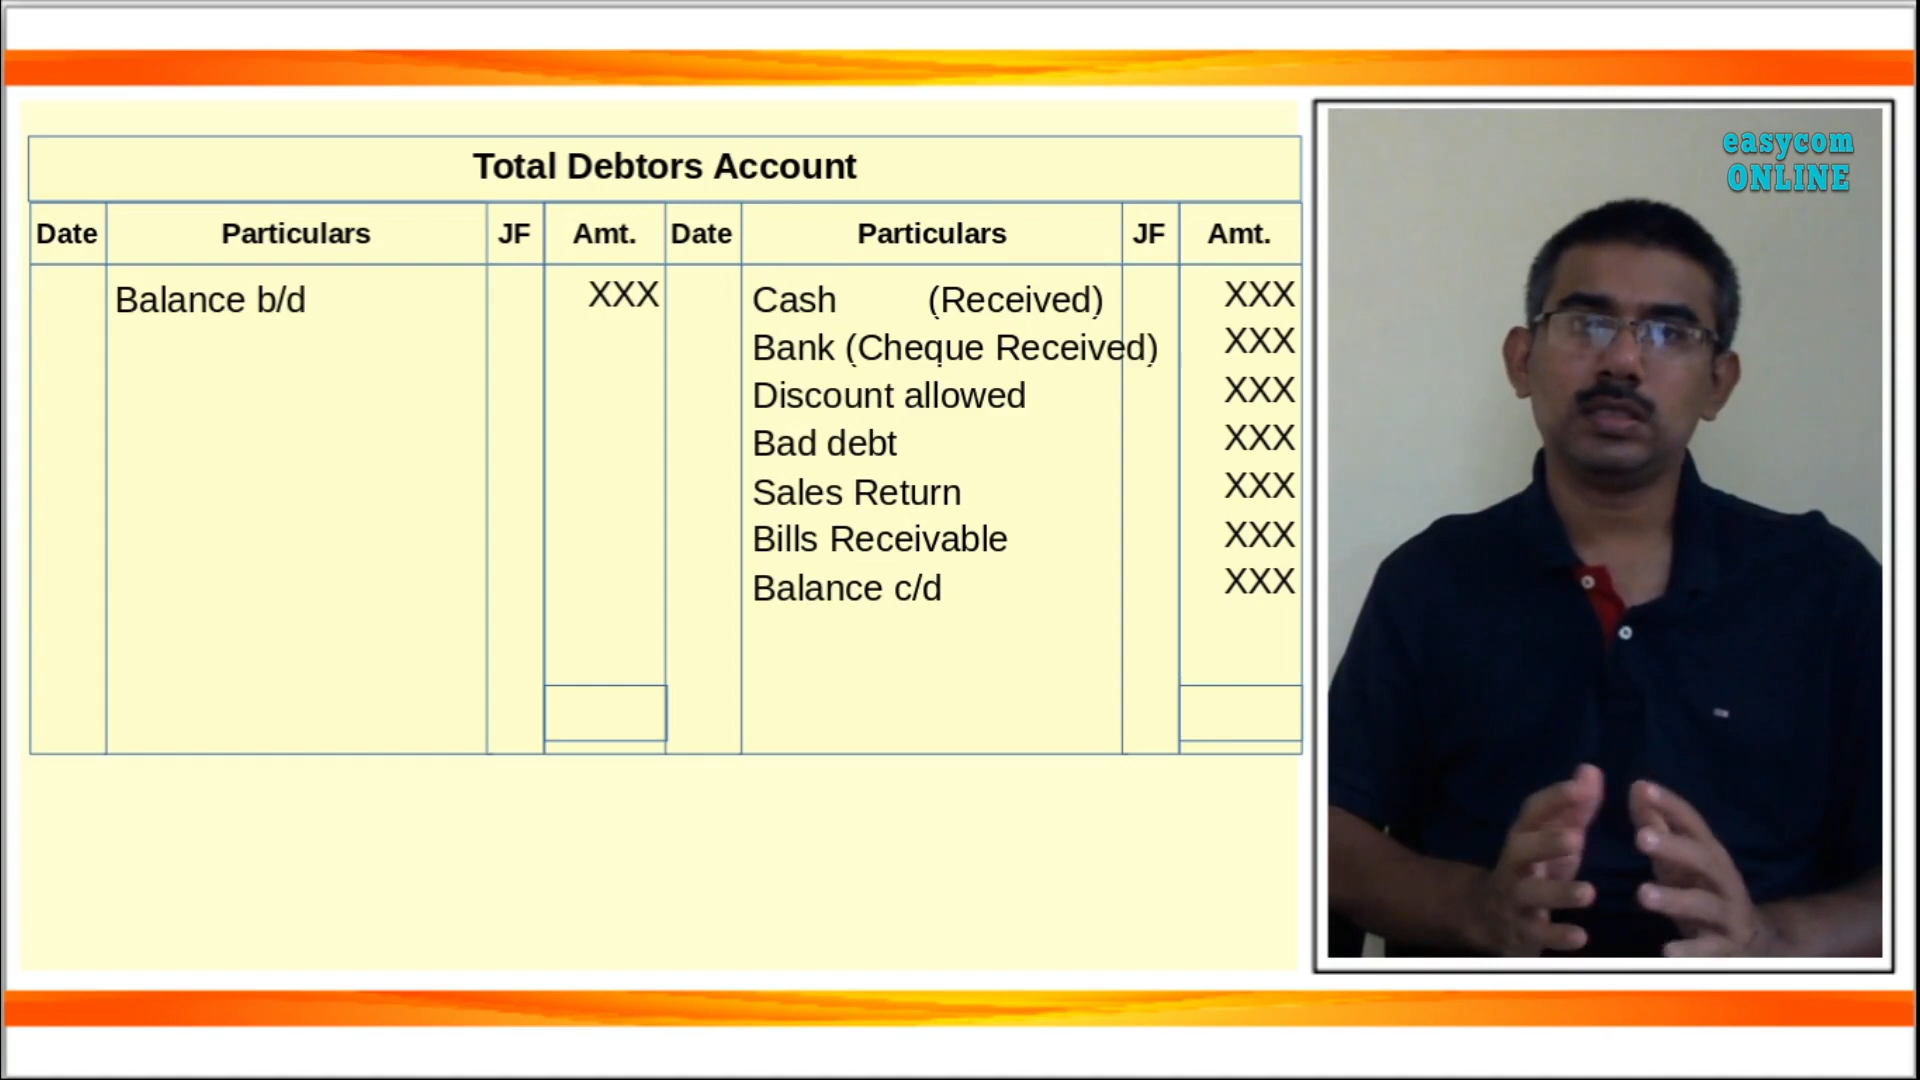 easycom
ONLINE
Total Debtors Account
Date Particulars JF Amt. Date Particulars JF Amt.
Balance b/d XXX Cash (Received) XXX
Bank (Cheque Received) XXX
Discount allowed XXX
Bad debt XXX
Sales Return XXX
Bills Receivable XXX
Balance c/d XXX